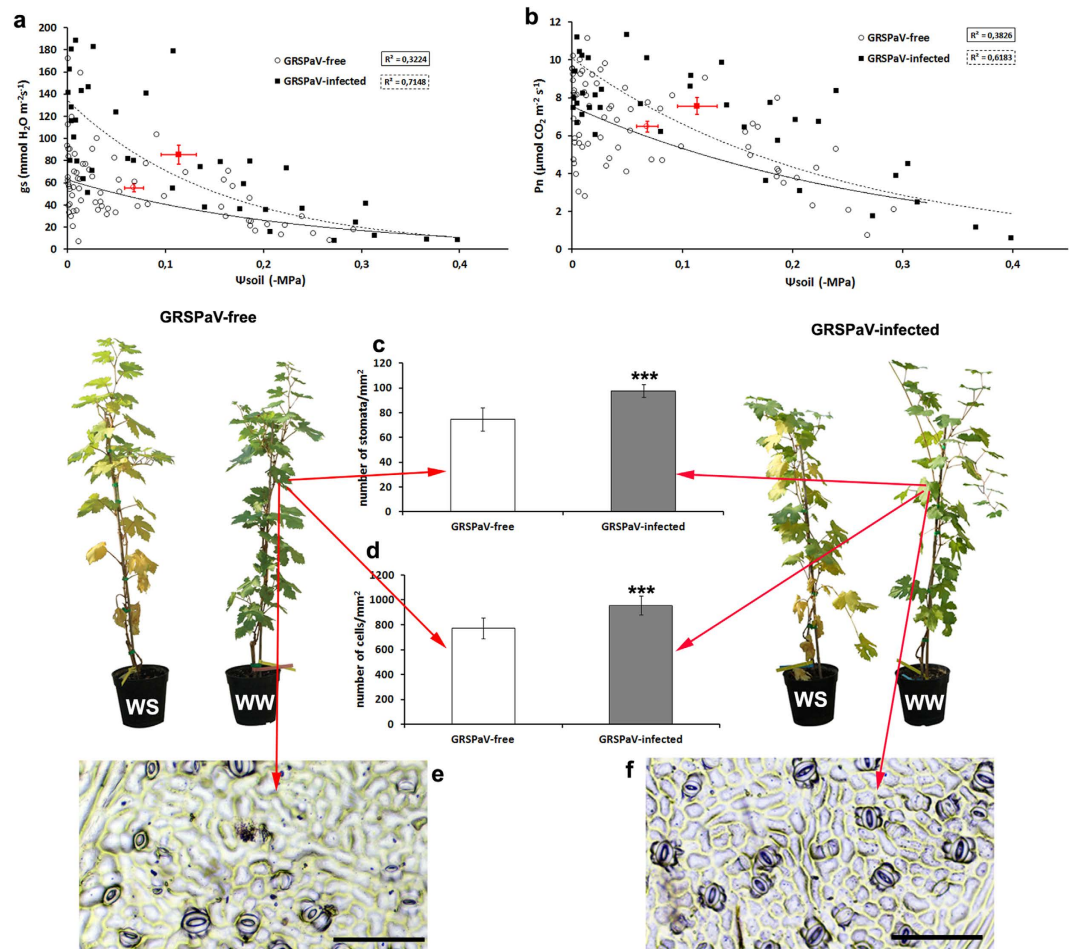 a
gs (mmol H₂O m⁻²s⁻¹)
200
180
160
140
120
100
80
60
40
20
0
GRSPaV-free
R² = 0,3224
GRSPaV-infected
R² = 0,7148
0
0,1
0,2
0,3
0,4
Ψsoil (-MPa)
b
Pn (µmol CO₂ m⁻² s⁻¹)
12
10
8
6
4
2
0
GRSPaV-free
R² = 0,3826
GRSPaV-infected
R² = 0,6183
0
0,1
0,2
0,3
0,4
Ψsoil (-MPa)
GRSPaV-free
WS
WW
c
number of stomata/mm²
120
100
80
60
40
20
0
***
GRSPaV-free
GRSPaV-infected
d
number of cells/mm²
1200
1000
800
600
400
200
0
***
GRSPaV-free
GRSPaV-infected
GRSPaV-infected
WS
WW
e
f